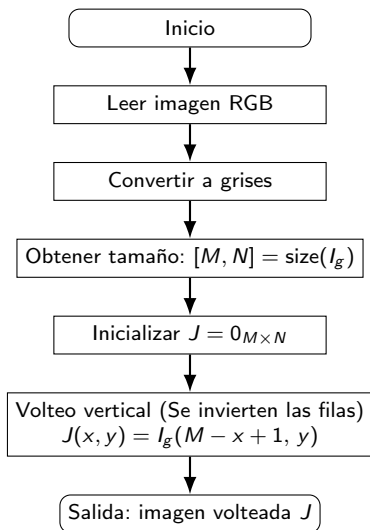 Inicio
Leer imagen RGB
Convertir a grises
Obtener tamaño: [M, N] = size(I_g)
Inicializar J = 0_{M×N}
Volteo vertical (Se invierten las filas)
J(x, y) = I_g(M − x + 1, y)
Salida: imagen volteada J